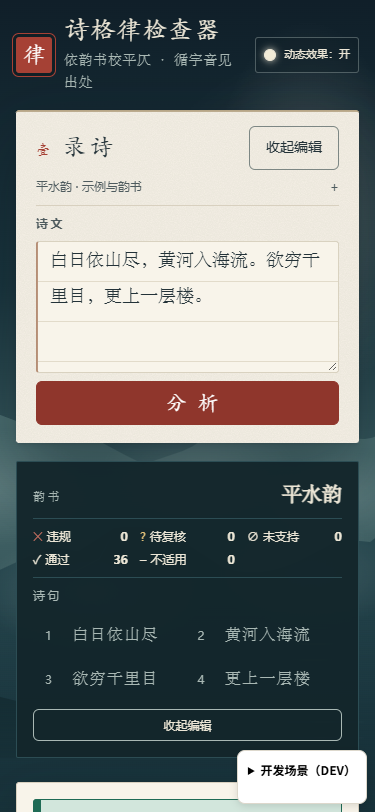 律
诗格律检查器
依韵书校平仄 · 循字音见
出处
动态效果：开
壹 录诗
收起编辑
平水韵 · 示例与韵书 +
诗文
白日依山尽，黄河入海流。欲穷千
里目，更上一层楼。
分析
韵书 平水韵
× 违规 0 ? 待复核 0 ∅ 未支持 0
✓ 通过 36 – 不适用 0
诗句
1 白日依山尽 2 黄河入海流
3 欲穷千里目 4 更上一层楼
收起编辑
▶ 开发场景（DEV）